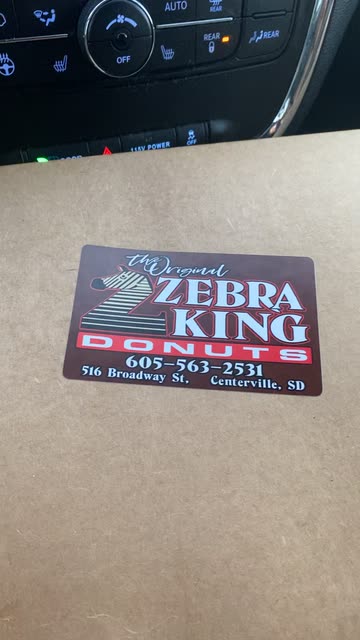 AUTO
REAR
OFF
REAR
REAR
115V POWER
OFF
the Original
ZEBRA
KING
DONUTS
605-563-2531
516 Broadway St. Centerville, SD